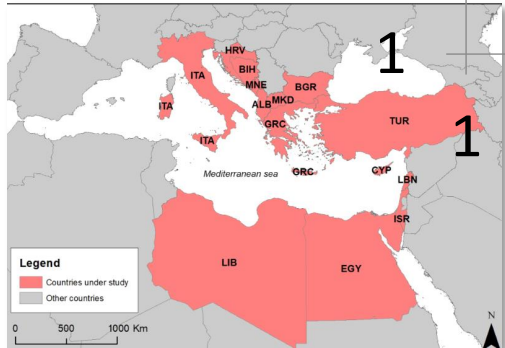 1
HRV
ITA
BIH
MNE
BGR
ITA
ALB
MKD
TUR
GRC
1
ITA
Mediterranean sea
GRC
CYP
LBN
ISR
Legend
Countries under study
Other countries
LIB
EGY
N
0 500 1000 Km